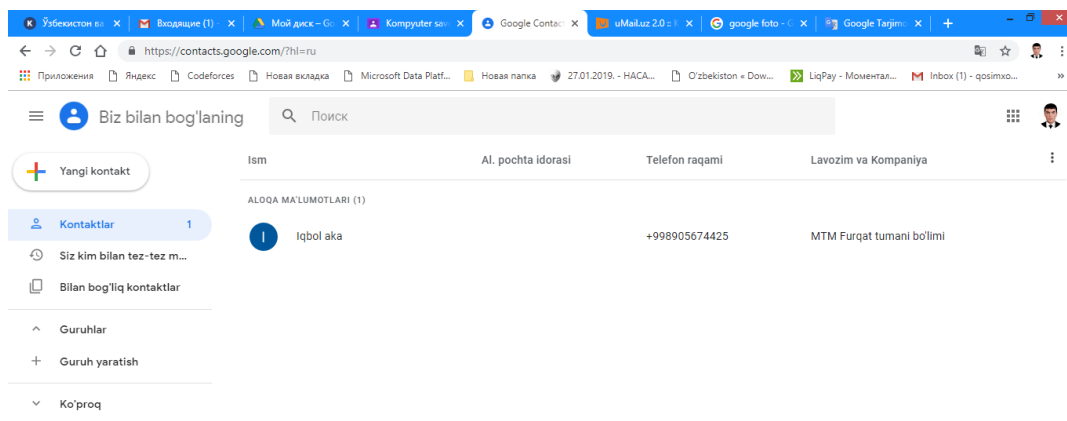 Ўзбекистон ва
Входящие (1) -
Мой диск – Go
Kompyuter sav
Google Contac
uMail.uz 2.0 ::
google foto - G
Google Tarjimo
https://contacts.google.com/?hl=ru
Приложения
Яндекс
Codeforces
Новая вкладка
Microsoft Data Platf...
Новая папка
27.01.2019. - НАСА...
O'zbekiston « Dow...
LiqPay - Моментал...
Inbox (1) - qosimxo...
»
Biz bilan bog'laning
Поиск
Yangi kontakt
Ism
Al. pochta idorasi
Telefon raqami
Lavozim va Kompaniya
ALOQA MA'LUMOTLARI (1)
Kontaktlar 1
I
Iqbol aka
+998905674425
MTM Furqat tumani bo'limi
Siz kim bilan tez-tez m...
Bilan bog'liq kontaktlar
Guruhlar
Guruh yaratish
Ko'proq